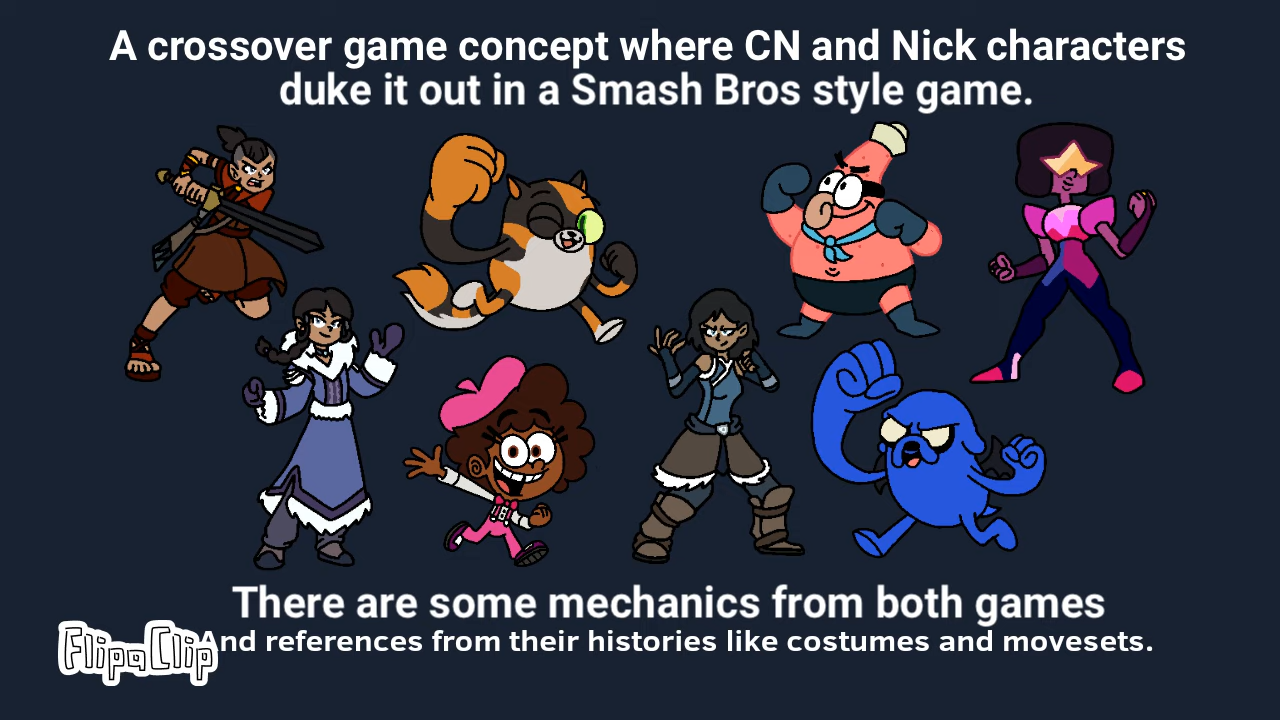 A crossover game concept where CN and Nick characters
duke it out in a Smash Bros style game.
There are some mechanics from both games
And references from their histories like costumes and movesets.
FlipaClip